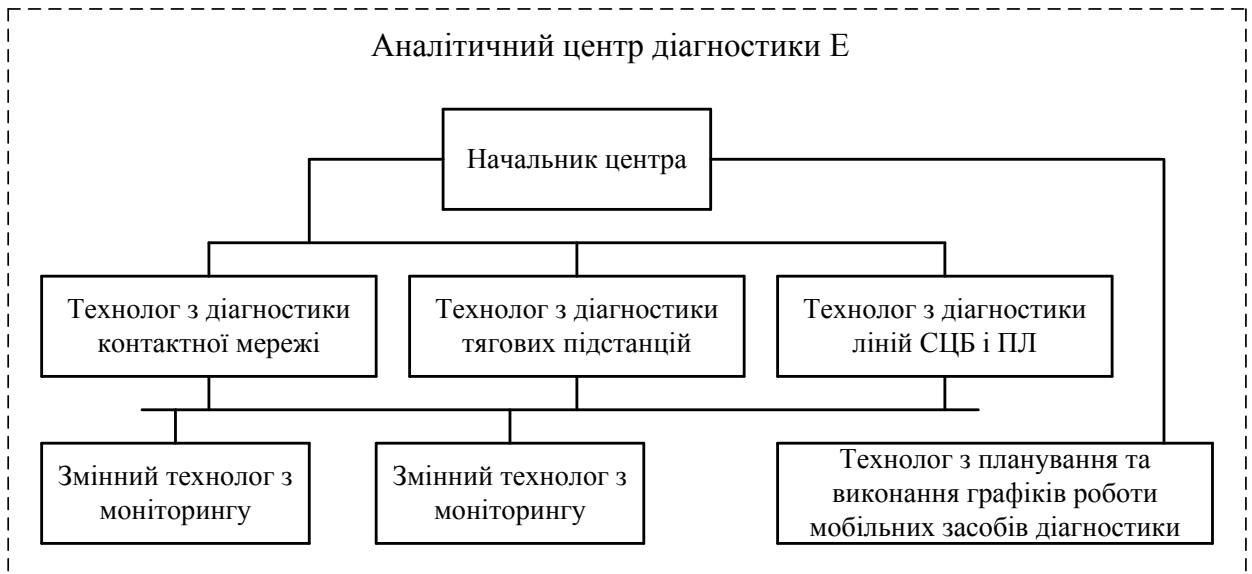 Аналітичний центр діагностики Е
Начальник центра
Технолог з діагностики
контактної мережі
Технолог з діагностики
тягових підстанцій
Технолог з діагностики
ліній СЦБ і ПЛ
Змінний технолог з
моніторингу
Змінний технолог з
моніторингу
Технолог з планування та
виконання графіків роботи
мобільних засобів діагностики